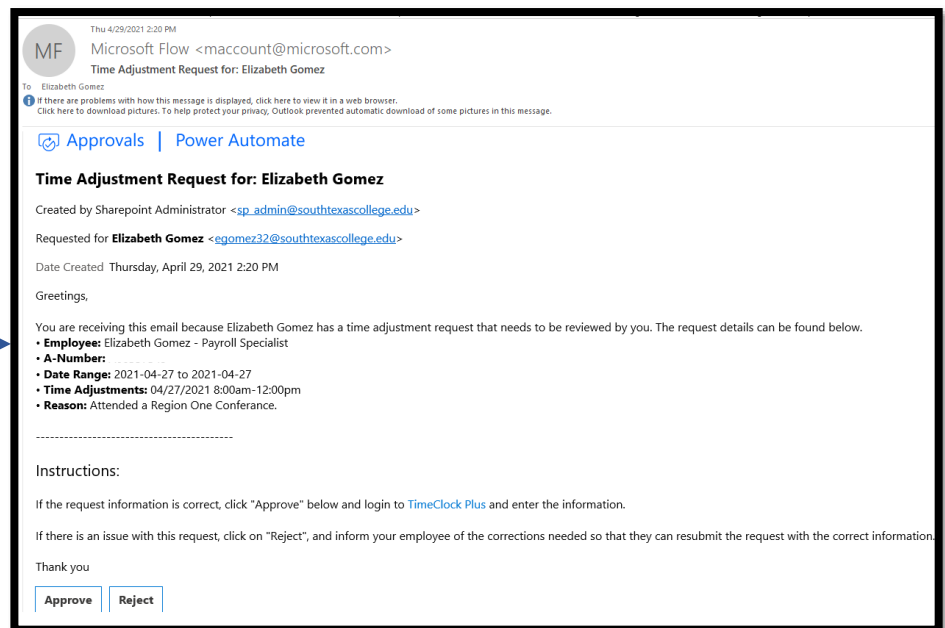 Thu 4/29/2021 2:20 PM
MF
Microsoft Flow <maccount@microsoft.com>
Time Adjustment Request for: Elizabeth Gomez
To Elizabeth Gomez
If there are problems with how this message is displayed, click here to view it in a web browser.
Click here to download pictures. To help protect your privacy, Outlook prevented automatic download of some pictures in this message.
Approvals | Power Automate
Time Adjustment Request for: Elizabeth Gomez
Created by Sharepoint Administrator <sp_admin@southtexascollege.edu>
Requested for Elizabeth Gomez <egomez32@southtexascollege.edu>
Date Created Thursday, April 29, 2021 2:20 PM
Greetings,
You are receiving this email because Elizabeth Gomez has a time adjustment request that needs to be reviewed by you. The request details can be found below.
• Employee: Elizabeth Gomez - Payroll Specialist
• A-Number:
• Date Range: 2021-04-27 to 2021-04-27
• Time Adjustments: 04/27/2021 8:00am-12:00pm
• Reason: Attended a Region One Conferance.
------------------------------------------
Instructions:
If the request information is correct, click "Approve" below and login to TimeClock Plus and enter the information.
If there is an issue with this request, click on "Reject", and inform your employee of the corrections needed so that they can resubmit the request with the correct information.
Thank you
Approve Reject